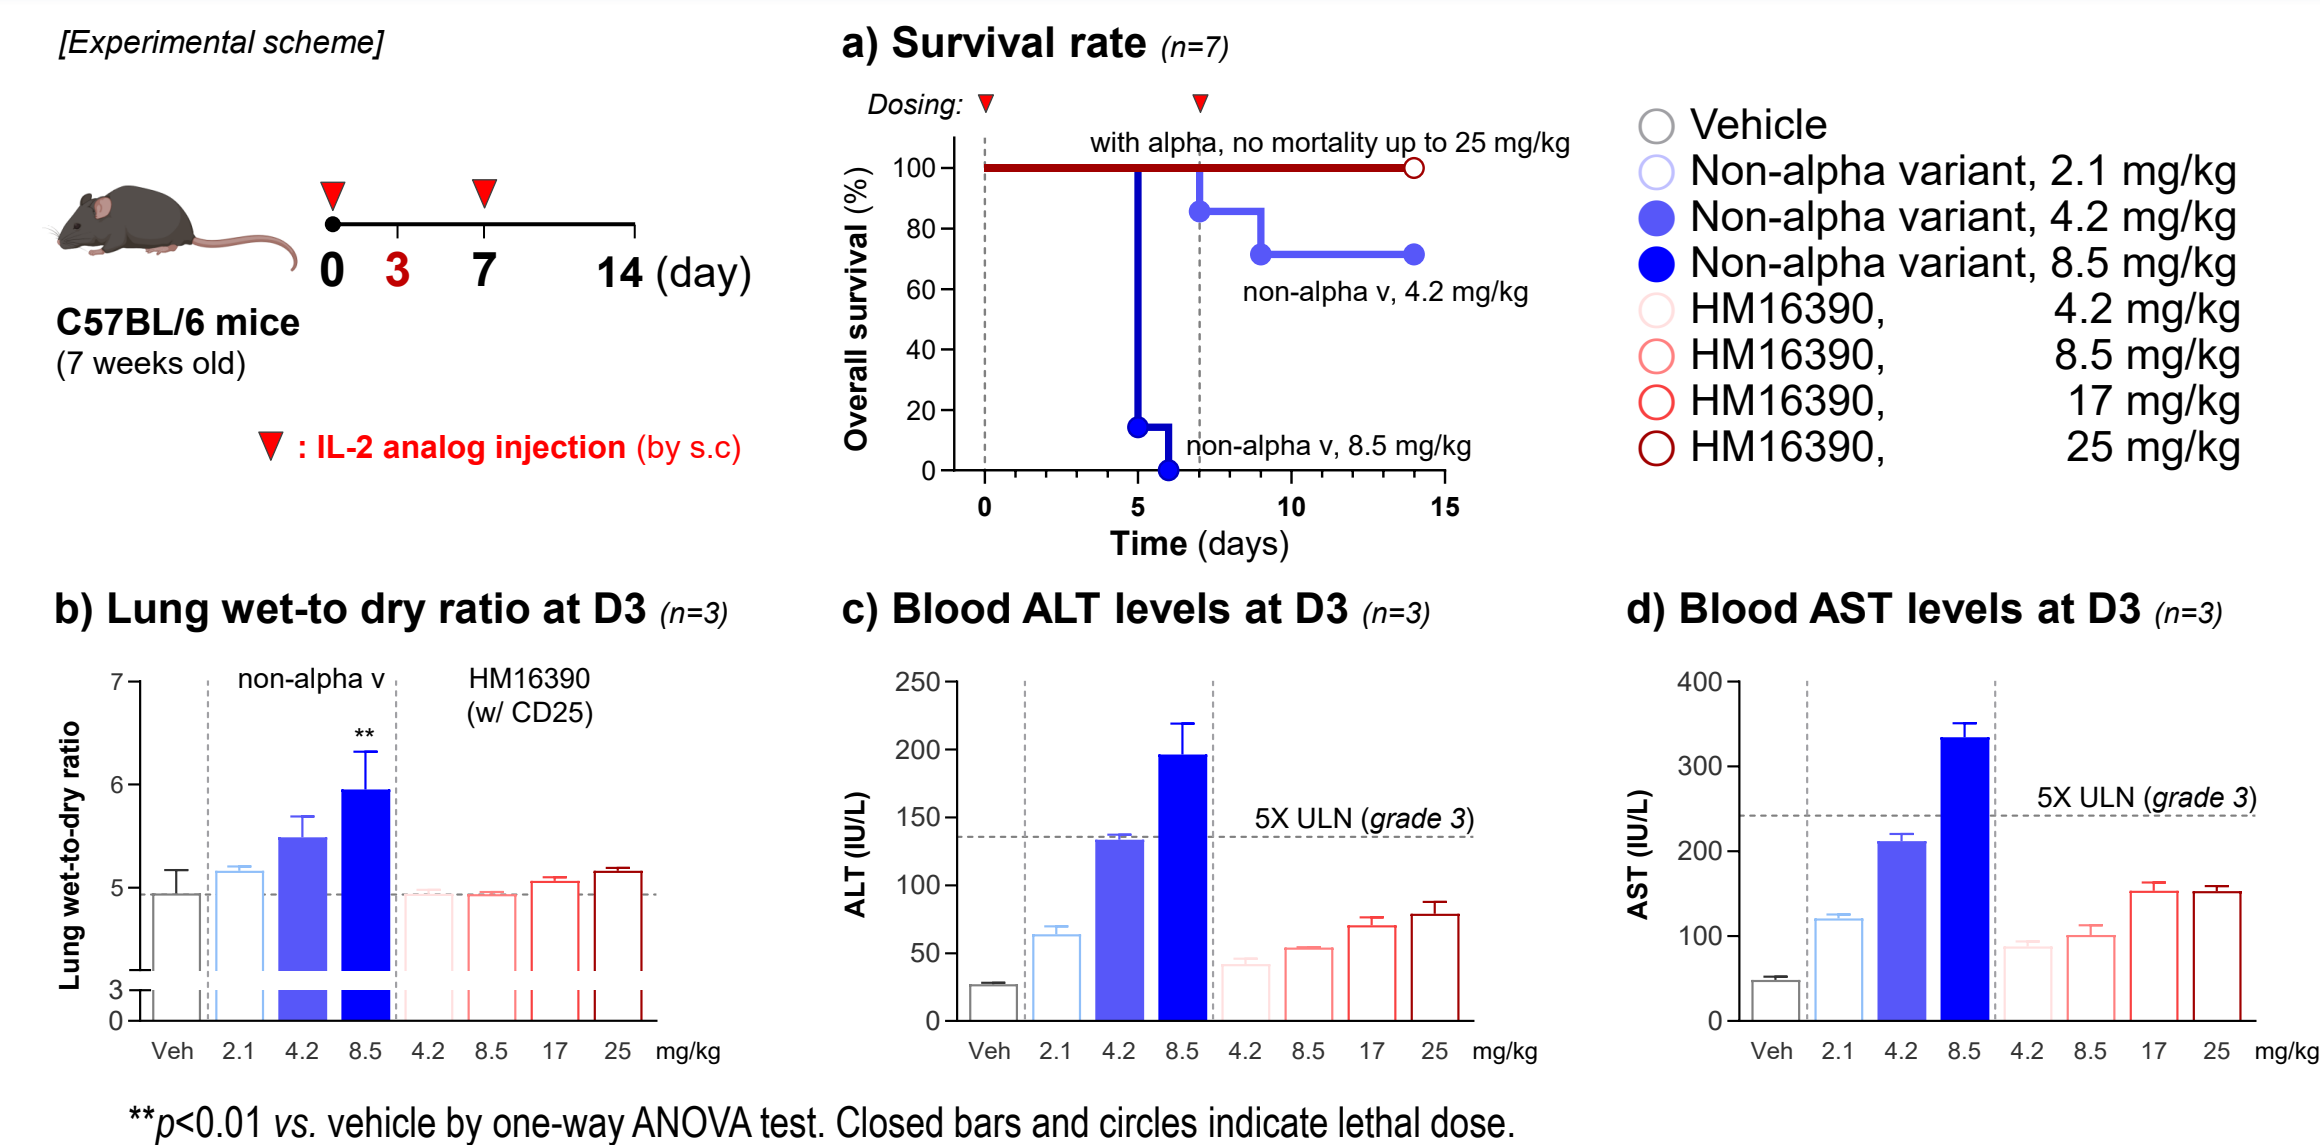 [Experimental scheme]
0 3 7 14 (day)
C57BL/6 mice
(7 weeks old)
: IL-2 analog injection (by s.c)
a) Survival rate (n=7)
Dosing:
with alpha, no mortality up to 25 mg/kg
non-alpha v, 4.2 mg/kg
non-alpha v, 8.5 mg/kg
Overall survival (%)
100
80
60
40
20
0
0 5 10 15
Time (days)
Vehicle
Non-alpha variant, 2.1 mg/kg
Non-alpha variant, 4.2 mg/kg
Non-alpha variant, 8.5 mg/kg
HM16390, 4.2 mg/kg
HM16390, 8.5 mg/kg
HM16390, 17 mg/kg
HM16390, 25 mg/kg
b) Lung wet-to dry ratio at D3 (n=3)
non-alpha v
HM16390
(w/ CD25)
**
Lung wet-to-dry ratio
7
6
5
3
0
Veh 2.1 4.2 8.5 4.2 8.5 17 25 mg/kg
c) Blood ALT levels at D3 (n=3)
5X ULN (grade 3)
ALT (IU/L)
250
200
150
100
50
0
Veh 2.1 4.2 8.5 4.2 8.5 17 25 mg/kg
d) Blood AST levels at D3 (n=3)
5X ULN (grade 3)
AST (IU/L)
400
300
200
100
0
Veh 2.1 4.2 8.5 4.2 8.5 17 25 mg/kg
**p<0.01 vs. vehicle by one-way ANOVA test. Closed bars and circles indicate lethal dose.